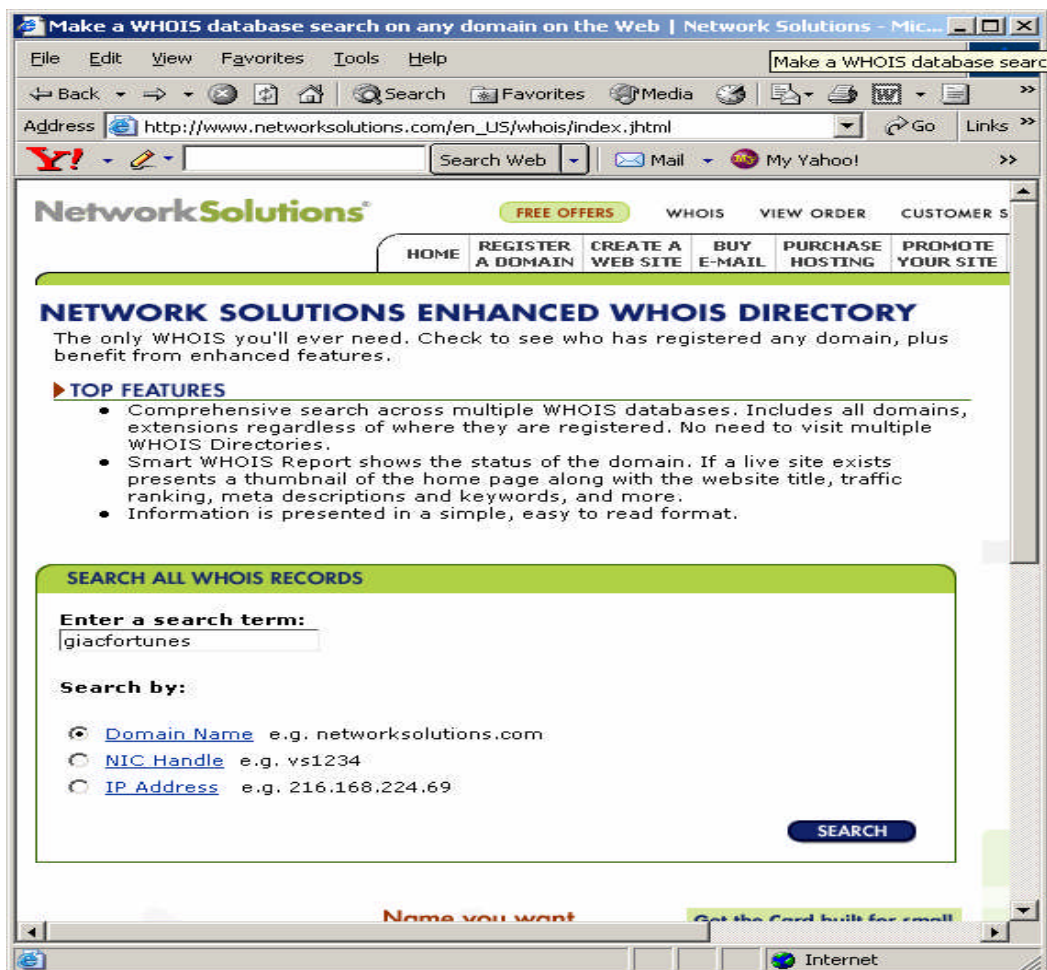 Make a WHOIS database search on any domain on the Web | Network Solutions - Mic...
File Edit View Favorites Tools Help
Make a WHOIS database searc
Back Search Favorites Media
Address http://www.networksolutions.com/en_US/whois/index.jhtml Go Links »
Y! Search Web Mail My Yahoo! »
NetworkSolutions®
FREE OFFERS WHOIS VIEW ORDER CUSTOMER S
HOME REGISTER A DOMAIN CREATE A WEB SITE BUY E-MAIL PURCHASE HOSTING PROMOTE YOUR SITE
NETWORK SOLUTIONS ENHANCED WHOIS DIRECTORY
The only WHOIS you'll ever need. Check to see who has registered any domain, plus
benefit from enhanced features.
TOP FEATURES
• Comprehensive search across multiple WHOIS databases. Includes all domains,
extensions regardless of where they are registered. No need to visit multiple
WHOIS Directories.
• Smart WHOIS Report shows the status of the domain. If a live site exists
presents a thumbnail of the home page along with the website title, traffic
ranking, meta descriptions and keywords, and more.
• Information is presented in a simple, easy to read format.
SEARCH ALL WHOIS RECORDS
Enter a search term:
giacfortunes
Search by:
Domain Name e.g. networksolutions.com
NIC Handle e.g. vs1234
IP Address e.g. 216.168.224.69
SEARCH
Name you want
Get the Card built for small
Internet